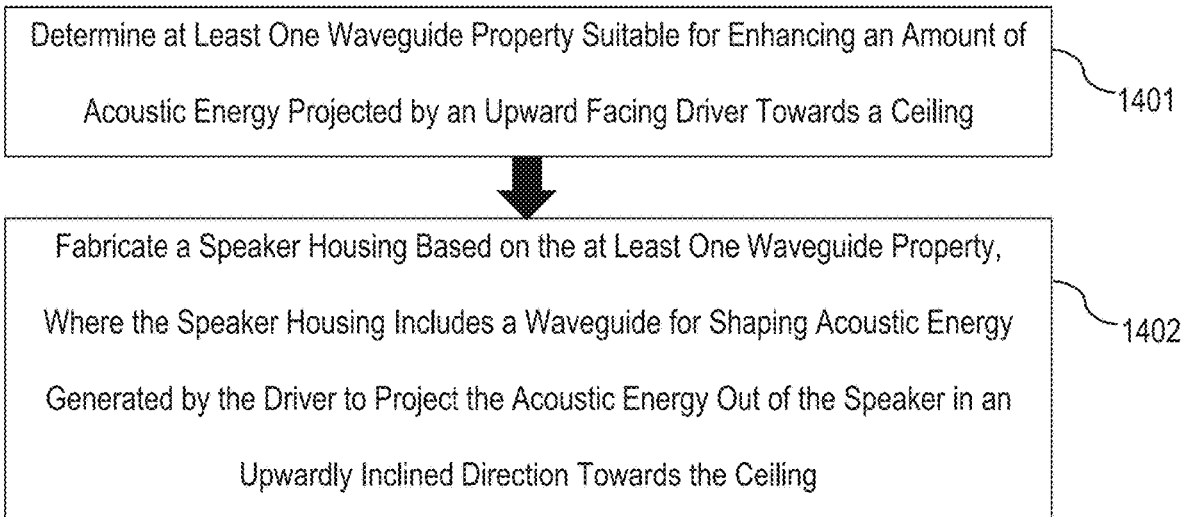 Determine at Least One Waveguide Property Suitable for Enhancing an Amount of
Acoustic Energy Projected by an Upward Facing Driver Towards a Ceiling
1401
Fabricate a Speaker Housing Based on the at Least One Waveguide Property,
Where the Speaker Housing Includes a Waveguide for Shaping Acoustic Energy
1402
Generated by the Driver to Project the Acoustic Energy Out of the Speaker in an
Upwardly Inclined Direction Towards the Ceiling